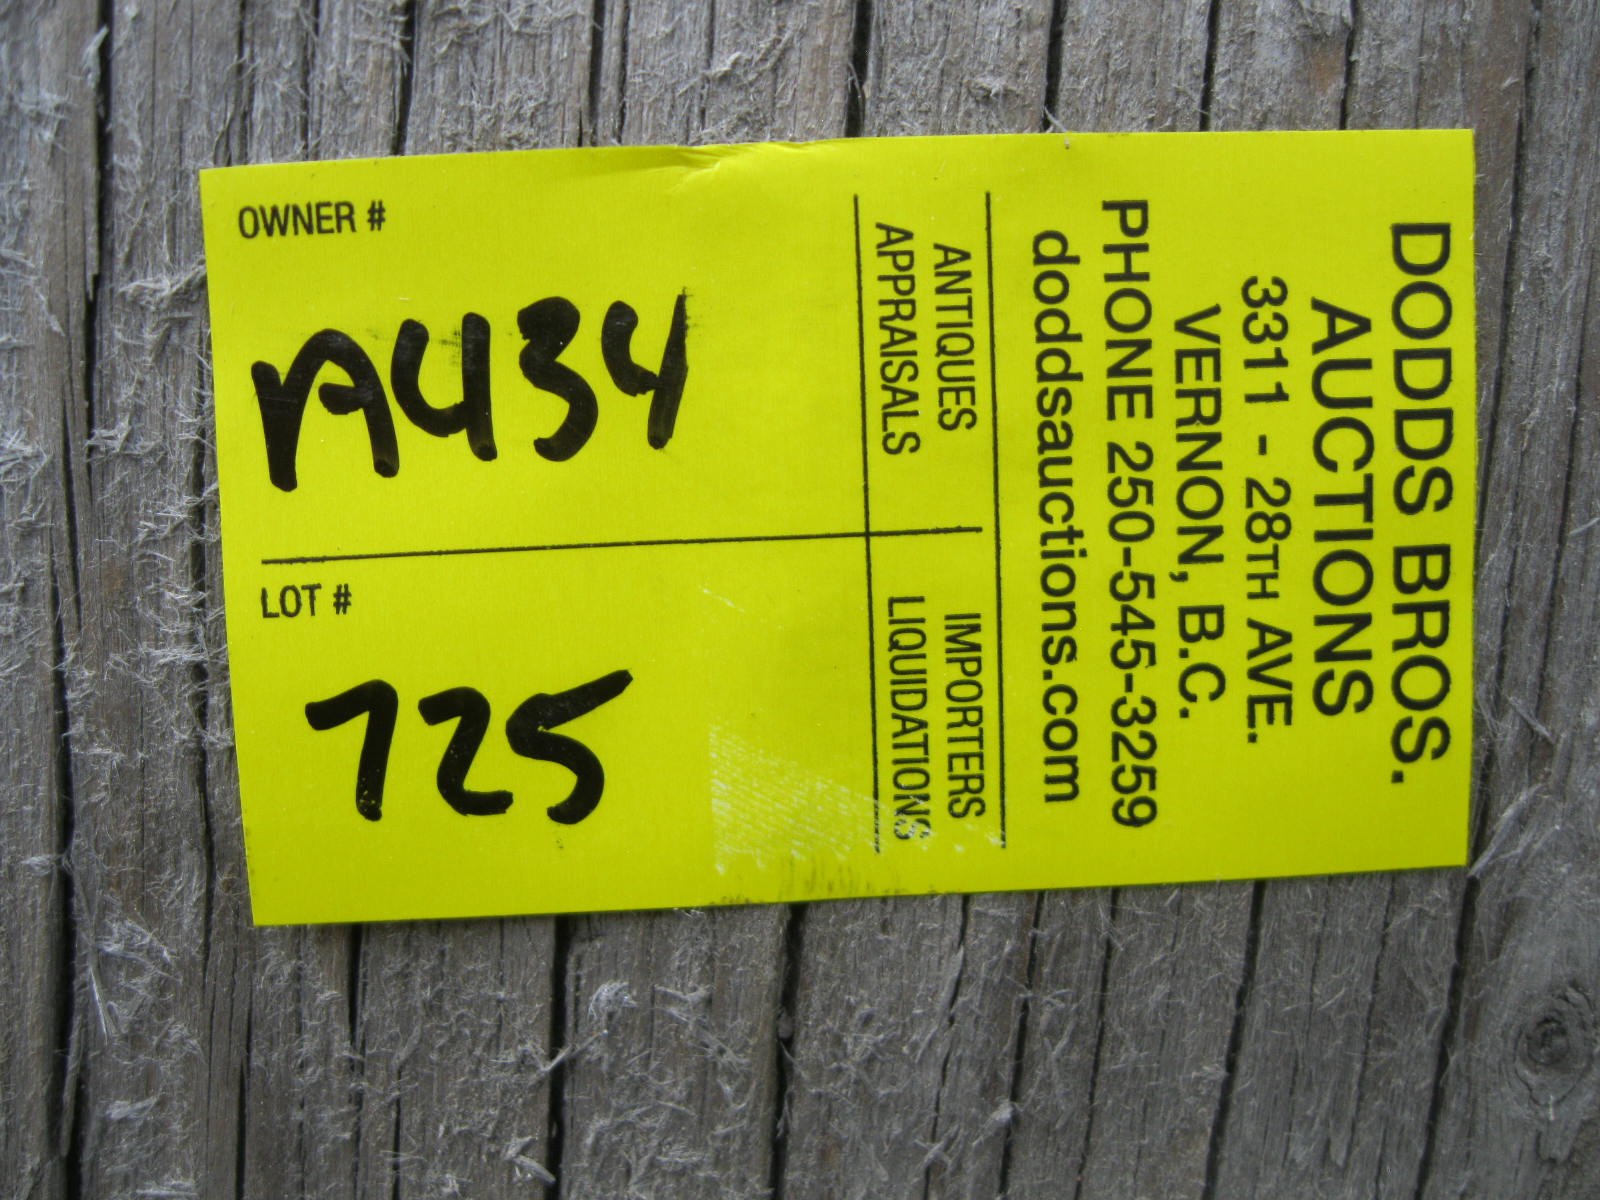 DODDS BROS.
AUCTIONS
3311 - 28TH AVE.
VERNON, B.C.
PHONE 250-545-3259
doddsauctions.com
ANTIQUES
APPRAISALS
IMPORTERS
LIQUIDATIONS
OWNER #
A434
LOT #
725